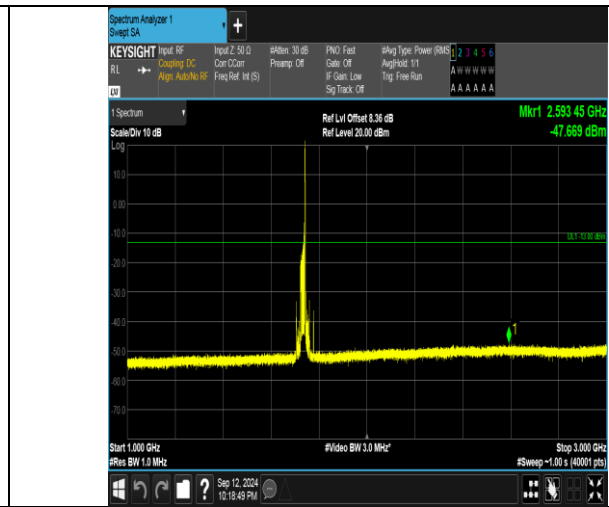 Spectrum Analyzer 1
Swept SA
+
KEYSIGHT Input: RF Input Z: 50 Ω #Atten: 30 dB PNO: Fast #Avg Type: Power (RMS 1 2 3 4 5 6
RL Coupling: DC Corr CCorr Preamp: Off Gate: Off Avg|Hold: 1/1 A W W W W W
Align: Auto/No RF Freq Ref: Int (S) IF Gain: Low Trig: Free Run
Sig Track: Off A A A A A A
LXI
1 Spectrum Ref Lvl Offset 8.36 dB Mkr1 2.593 45 GHz
Scale/Div 10 dB Ref Level 20.00 dBm -47.669 dBm
Log
10.0
0.00
-10.0
DL1 -13.00 dBm
-20.0
-30.0
-40.0
1
-50.0
-60.0
-70.0
Start 1.000 GHz #Video BW 3.0 MHz* Stop 3.000 GHz
#Res BW 1.0 MHz #Sweep ~1.00 s (40001 pts)
? Sep 12, 2024
10:18:49 PM